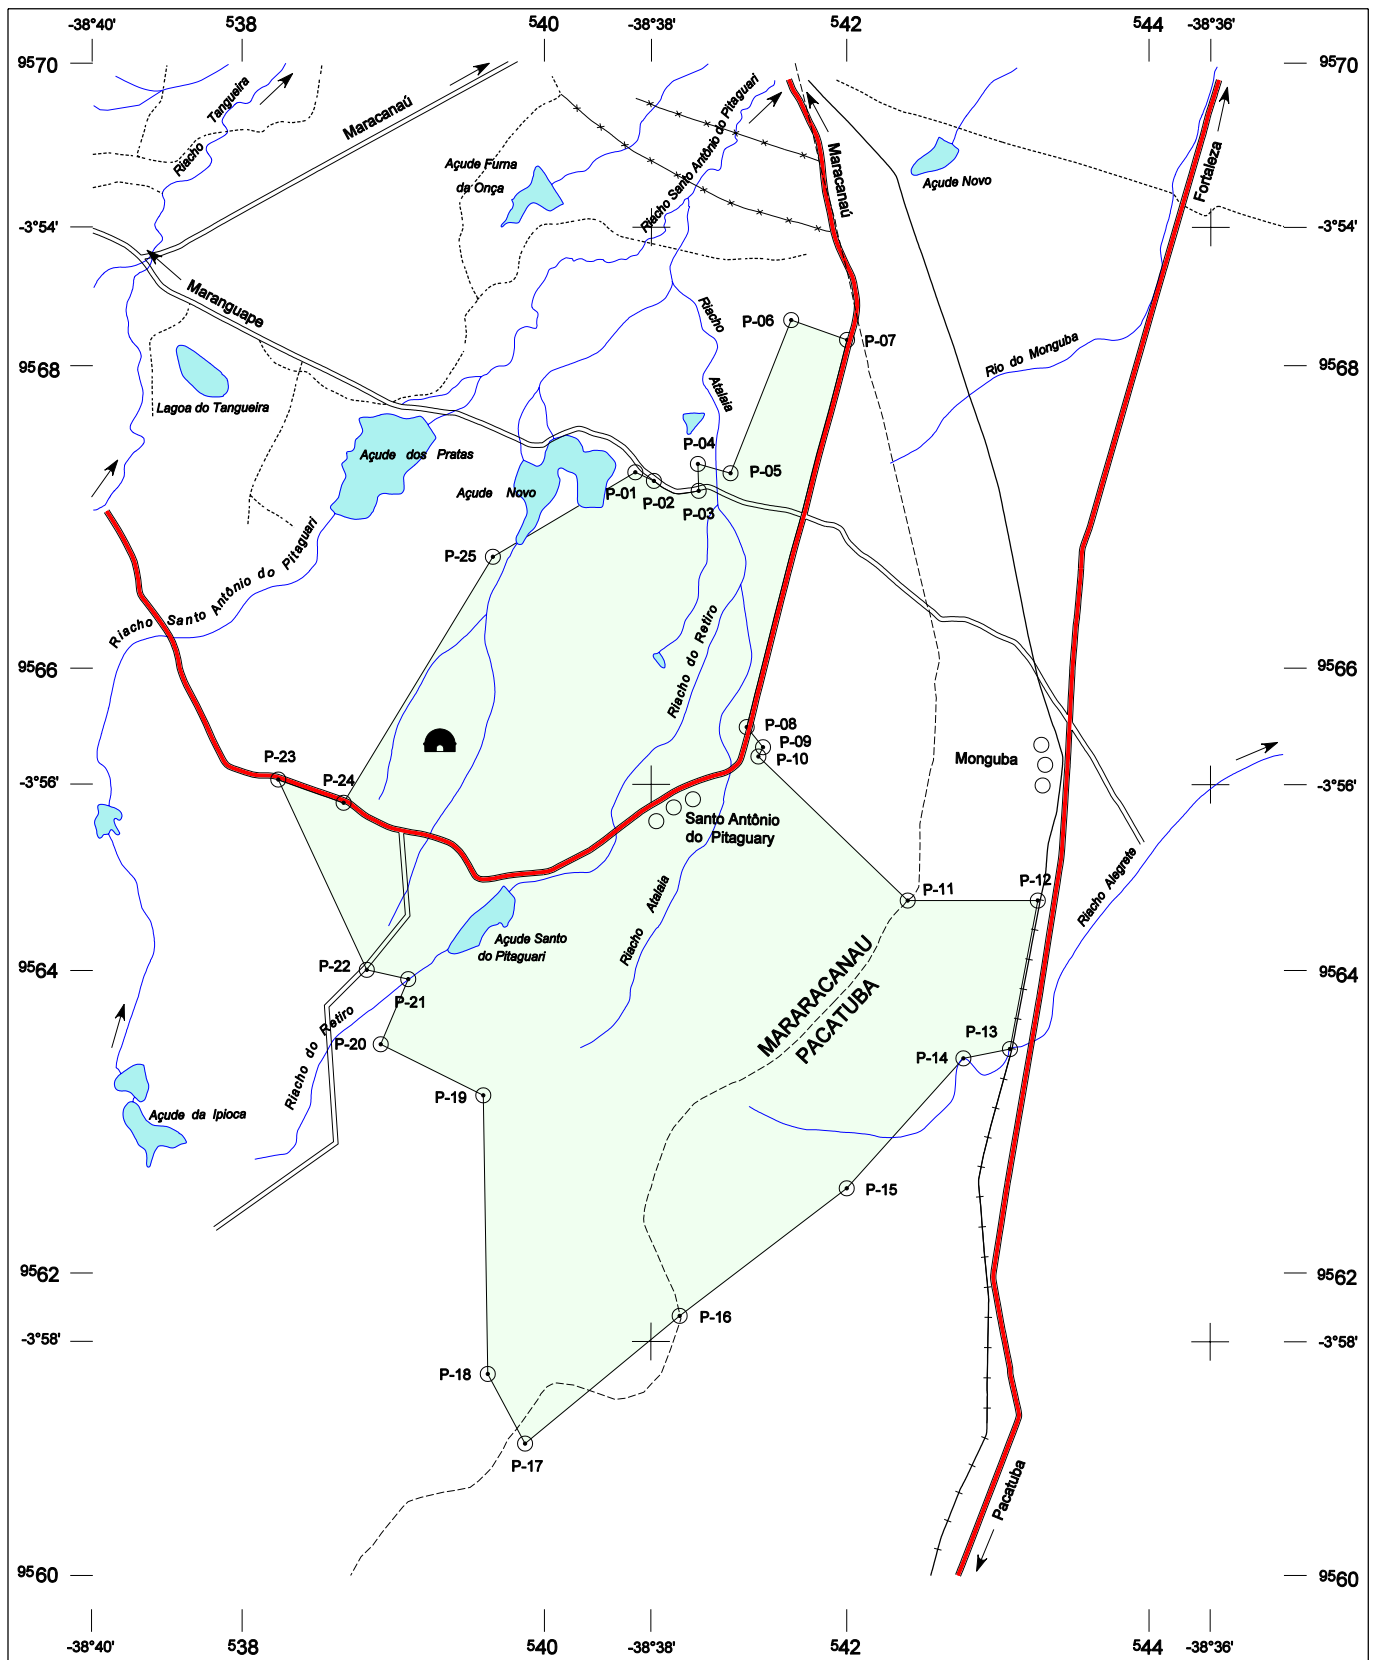 -38°40'
538
540
-38°38'
542
544
-38°36'
9570
9570
Riacho Tangueira
Maracanaú
Riacho Santo Antônio do Pitaguari
Maracanaú
Fortaleza
Açude Furna
da Onça
Açude Novo
-3°54'
-3°54'
Maranguape
Riacho Atalaia
P-06
P-07
Rio do Monguba
9568
9568
Lagoa do Tangueira
Açude dos Pratas
P-04
P-05
Açude Novo
P-01
P-02
P-03
P-25
Riacho Santo Antônio do Pitaguari
Riacho do Retiro
9566
9566
P-08
P-09
P-10
Monguba
P-23
P-24
-3°56'
-3°56'
Santo Antônio
do Pitaguary
Riacho Alegrete
P-11
P-12
Riacho Atalaia
Açude Santo
do Pitaguari
P-22
9564
9564
P-21
MARARACANAU
PACATUBA
Riacho do Retiro
P-20
P-13
P-14
P-19
Açude da Ipioca
P-15
9562
9562
P-16
-3°58'
-3°58'
P-18
P-17
Pacatuba
9560
9560
-38°40'
538
540
-38°38'
542
544
-38°36'